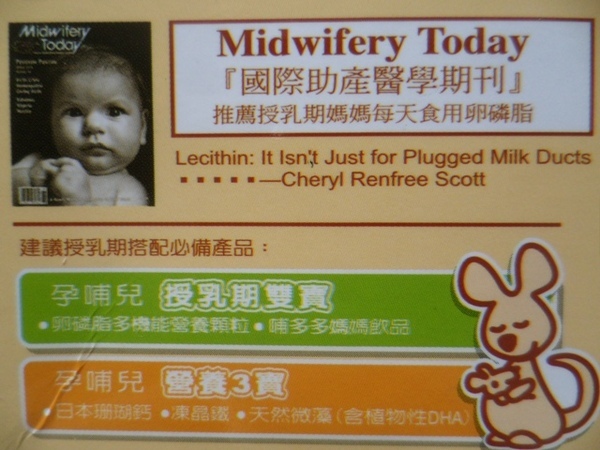 Midwifery
Today
Midwifery Today
『國際助產醫學期刊』
推薦授乳期媽媽每天食用卵磷脂
Lecithin: It Isn't Just for Plugged Milk Ducts
▪▪▪▪▪—Cheryl Renfree Scott
建議授乳期搭配必備產品：
孕哺兒 授乳期雙寶
•卵磷脂多機能營養顆粒 •哺多多媽媽飲品
孕哺兒 營養3寶
•日本珊瑚鈣 •凍晶鐵 •天然微藻(含植物性DHA)